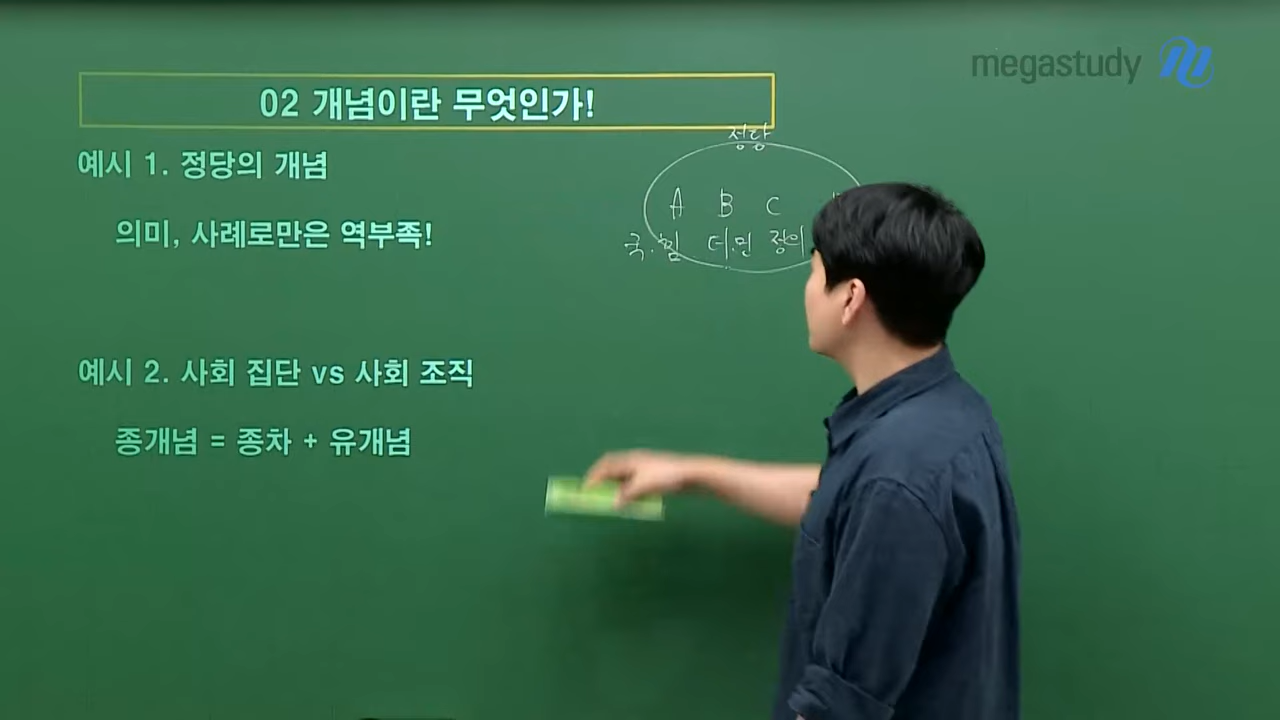 megastudy
02 개념이란 무엇인가!
정당
예시 1. 정당의 개념
A B C
의미, 사례로만은 역부족!
국.힘 더.민 정의
예시 2. 사회 집단 vs 사회 조직
종개념 = 종차 + 유개념